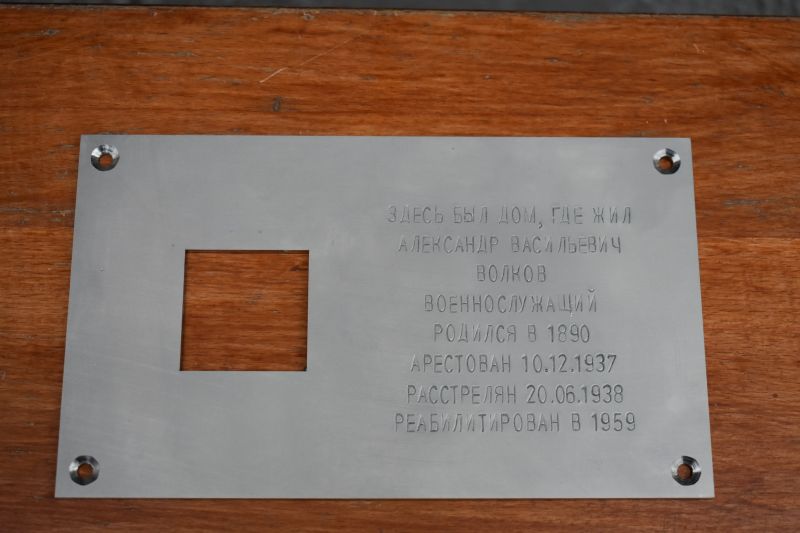 ЗДЕСЬ БЫЛ ДОМ, ГДЕ ЖИЛ
АЛЕКСАНДР ВАСИЛЬЕВИЧ
ВОЛКОВ
ВОЕННОСЛУЖАЩИЙ
РОДИЛСЯ В 1890
АРЕСТОВАН 10.12.1937
РАССТРЕЛЯН 20.06.1938
РЕАБИЛИТИРОВАН В 1959